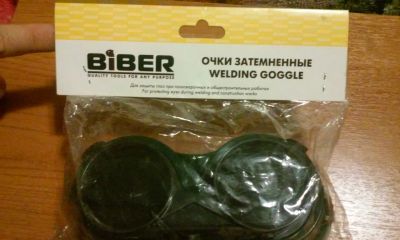 BiBER
QUALITY TOOLS FOR ANY PURPOSE
ОЧКИ ЗАТЕМНЕННЫЕ
WELDING GOGGLE
Для защиты глаз при газосварочных и общестроительных работах
For protecting eyes during welding and construction works